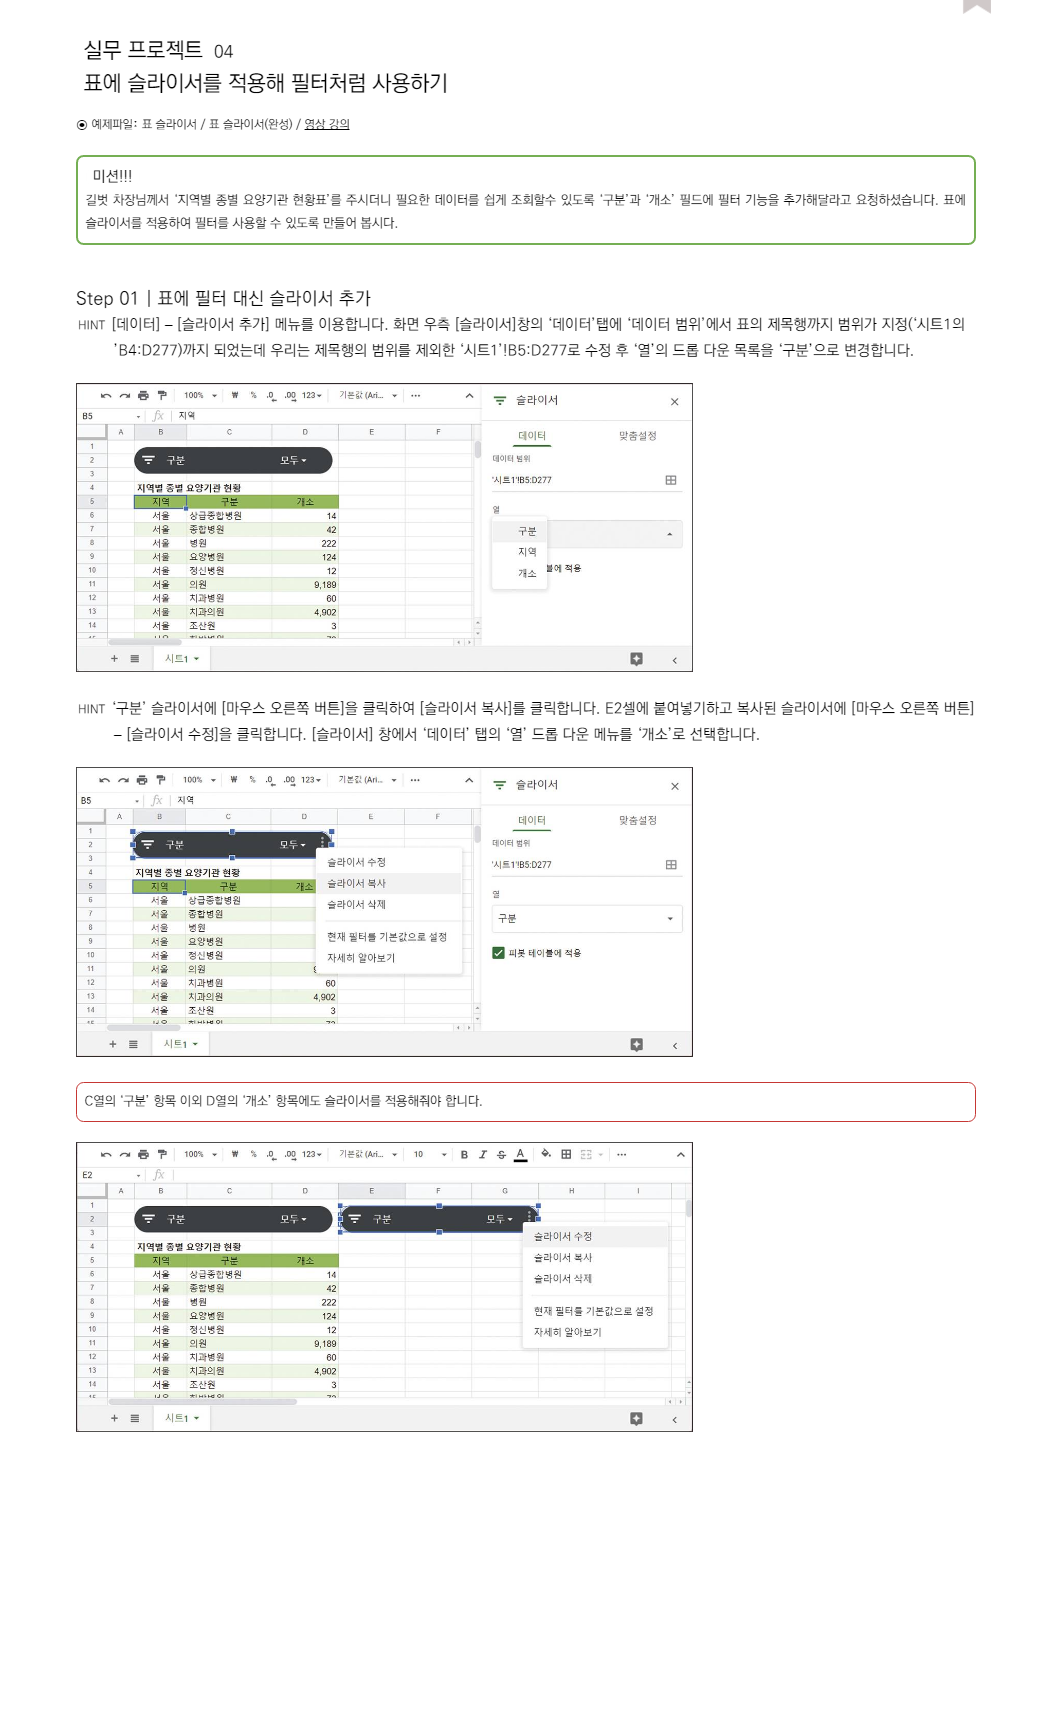 실무 프로젝트 04
표에 슬라이서를 적용해 필터처럼 사용하기
예제파일: 표 슬라이서 / 표 슬라이서(완성) / 영상 강의
미션!!!
길벗 차장님께서 ‘지역별 종별 요양기관 현황표’를 주시더니 필요한 데이터를 쉽게 조회할수 있도록 ‘구분’과 ‘개소’ 필드에 필터 기능을 추가해달라고 요청하셨습니다. 표에
슬라이서를 적용하여 필터를 사용할 수 있도록 만들어 봅시다.
Step 01 | 표에 필터 대신 슬라이서 추가
HINT [데이터] – [슬라이서 추가] 메뉴를 이용합니다. 화면 우측 [슬라이서]창의 ‘데이터’탭에 ‘데이터 범위’에서 표의 제목행까지 범위가 지정(‘시트1의
’B4:D277)까지 되었는데 우리는 제목행의 범위를 제외한 ‘시트1’!B5:D277로 수정 후 ‘열’의 드롭 다운 목록을 ‘구분’으로 변경합니다.
100% ₩ % .0 .00 123 기본값 (Ari... ···
슬라이서
B5 fx 지역
데이터 맞춤설정
A B C D E F
데이터 범위
1
2 구분 모두
'시트1'!B5:D277
3
4 지역별 종별 요양기관 현황
열
5 지역 구분 개소
6 서울 상급종합병원 14
구분
7 서울 종합병원 42
8 서울 병원 222
지역
9 서울 요양병원 124
개소
블에 적용
10 서울 정신병원 12
11 서울 의원 9,189
12 서울 치과병원 60
13 서울 치과의원 4,902
14 서울 조산원 3
시트1
HINT ‘구분’ 슬라이서에 [마우스 오른쪽 버튼]을 클릭하여 [슬라이서 복사]를 클릭합니다. E2셀에 붙여넣기하고 복사된 슬라이서에 [마우스 오른쪽 버튼]
– [슬라이서 수정]을 클릭합니다. [슬라이서] 창에서 ‘데이터’ 탭의 ‘열’ 드롭 다운 메뉴를 ‘개소’로 선택합니다.
100% ₩ % .0 .00 123 기본값 (Ari... ···
슬라이서
B5 fx 지역
데이터 맞춤설정
A B C D E F
데이터 범위
1
2 구분 모두
3
슬라이서 수정
'시트1'!B5:D277
4 지역별 종별 요양기관 현황
5 지역 구분 개소
슬라이서 복사
열
6 서울 상급종합병원
슬라이서 삭제
구분
7 서울 종합병원
8 서울 병원
현재 필터를 기본값으로 설정
9 서울 요양병원
피봇 테이블에 적용
10 서울 정신병원
자세히 알아보기
11 서울 의원
12 서울 치과병원 60
13 서울 치과의원 4,902
14 서울 조산원 3
시트1
C열의 ‘구분’ 항목 이외 D열의 ‘개소’ 항목에도 슬라이서를 적용해줘야 합니다.
100% ₩ % .0 .00 123 기본값 (Ari... 10 B I S A ···
E2 fx
A B C D E F G H I
1
2 구분 모두 구분 모두
3
슬라이서 수정
4 지역별 종별 요양기관 현황
5 지역 구분 개소
슬라이서 복사
6 서울 상급종합병원 14
슬라이서 삭제
7 서울 종합병원 42
8 서울 병원 222
현재 필터를 기본값으로 설정
9 서울 요양병원 124
10 서울 정신병원 12
자세히 알아보기
11 서울 의원 9,189
12 서울 치과병원 60
13 서울 치과의원 4,902
14 서울 조산원 3
시트1